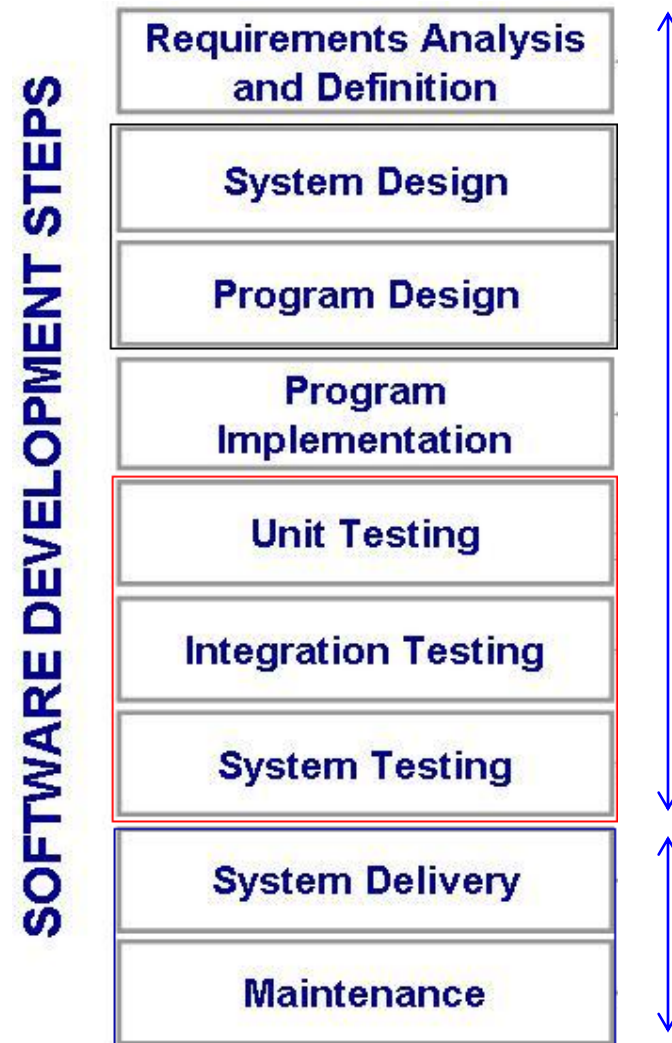 SOFTWARE DEVELOPMENT STEPS
Requirements Analysis
and Definition
System Design
Program Design
Program
Implementation
Unit Testing
Integration Testing
System Testing
System Delivery
Maintenance